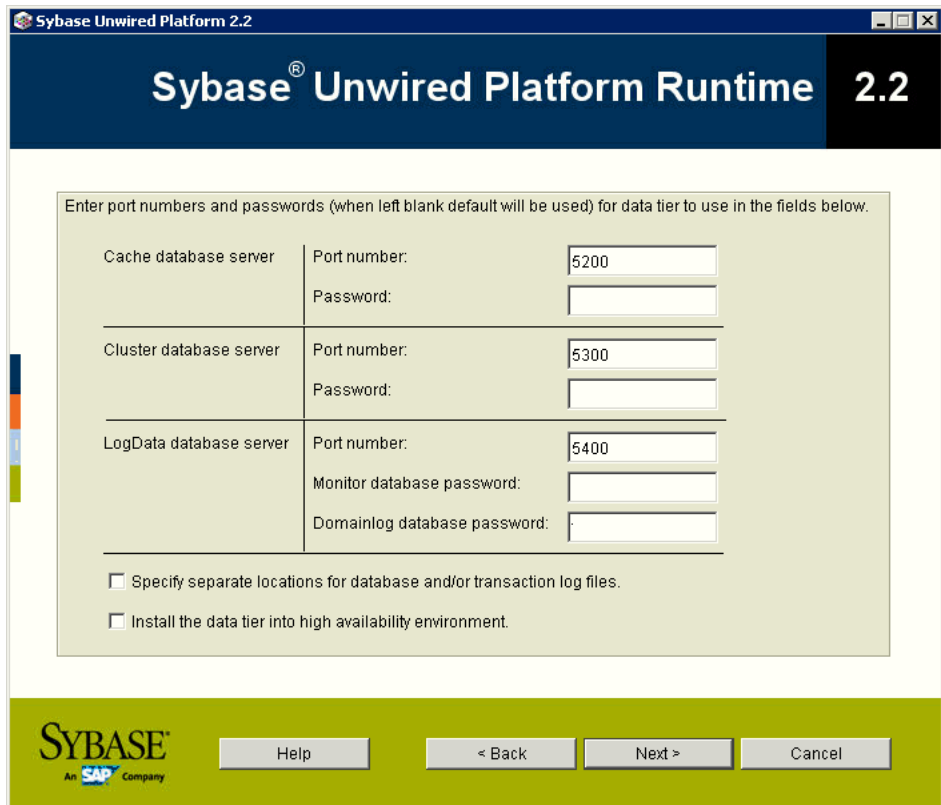 Sybase Unwired Platform 2.2
Sybase® Unwired Platform Runtime 2.2
Enter port numbers and passwords (when left blank default will be used) for data tier to use in the fields below.
Cache database server
Port number:
5200
Password:
Cluster database server
Port number:
5300
Password:
LogData database server
Port number:
5400
Monitor database password:
Domainlog database password:
Specify separate locations for database and/or transaction log files.
Install the data tier into high availability environment.
SYBASE®
An SAP Company
Help
< Back
Next >
Cancel